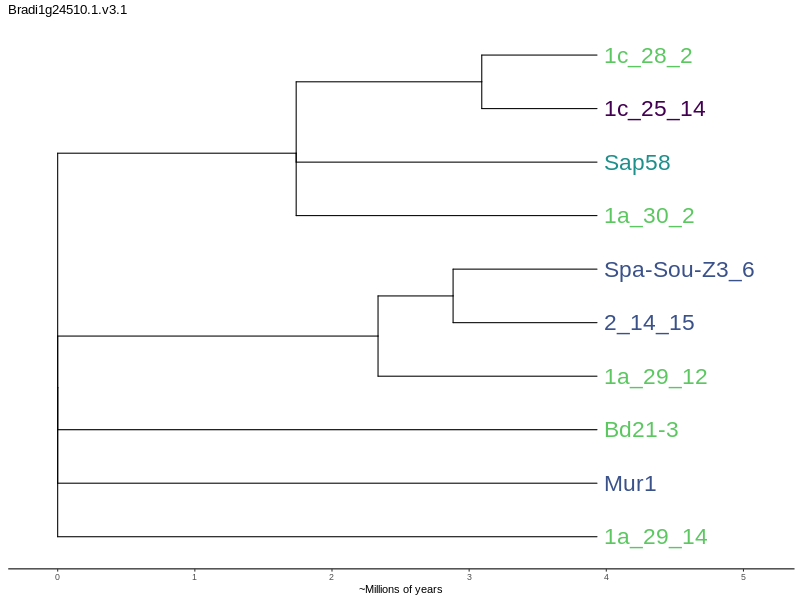 Bradi1g24510.1.v3.1
1c_28_2
1c_25_14
Sap58
1a_30_2
Spa-Sou-Z3_6
2_14_15
1a_29_12
Bd21-3
Mur1
1a_29_14
0 1 2 3 4 5
~Millions of years